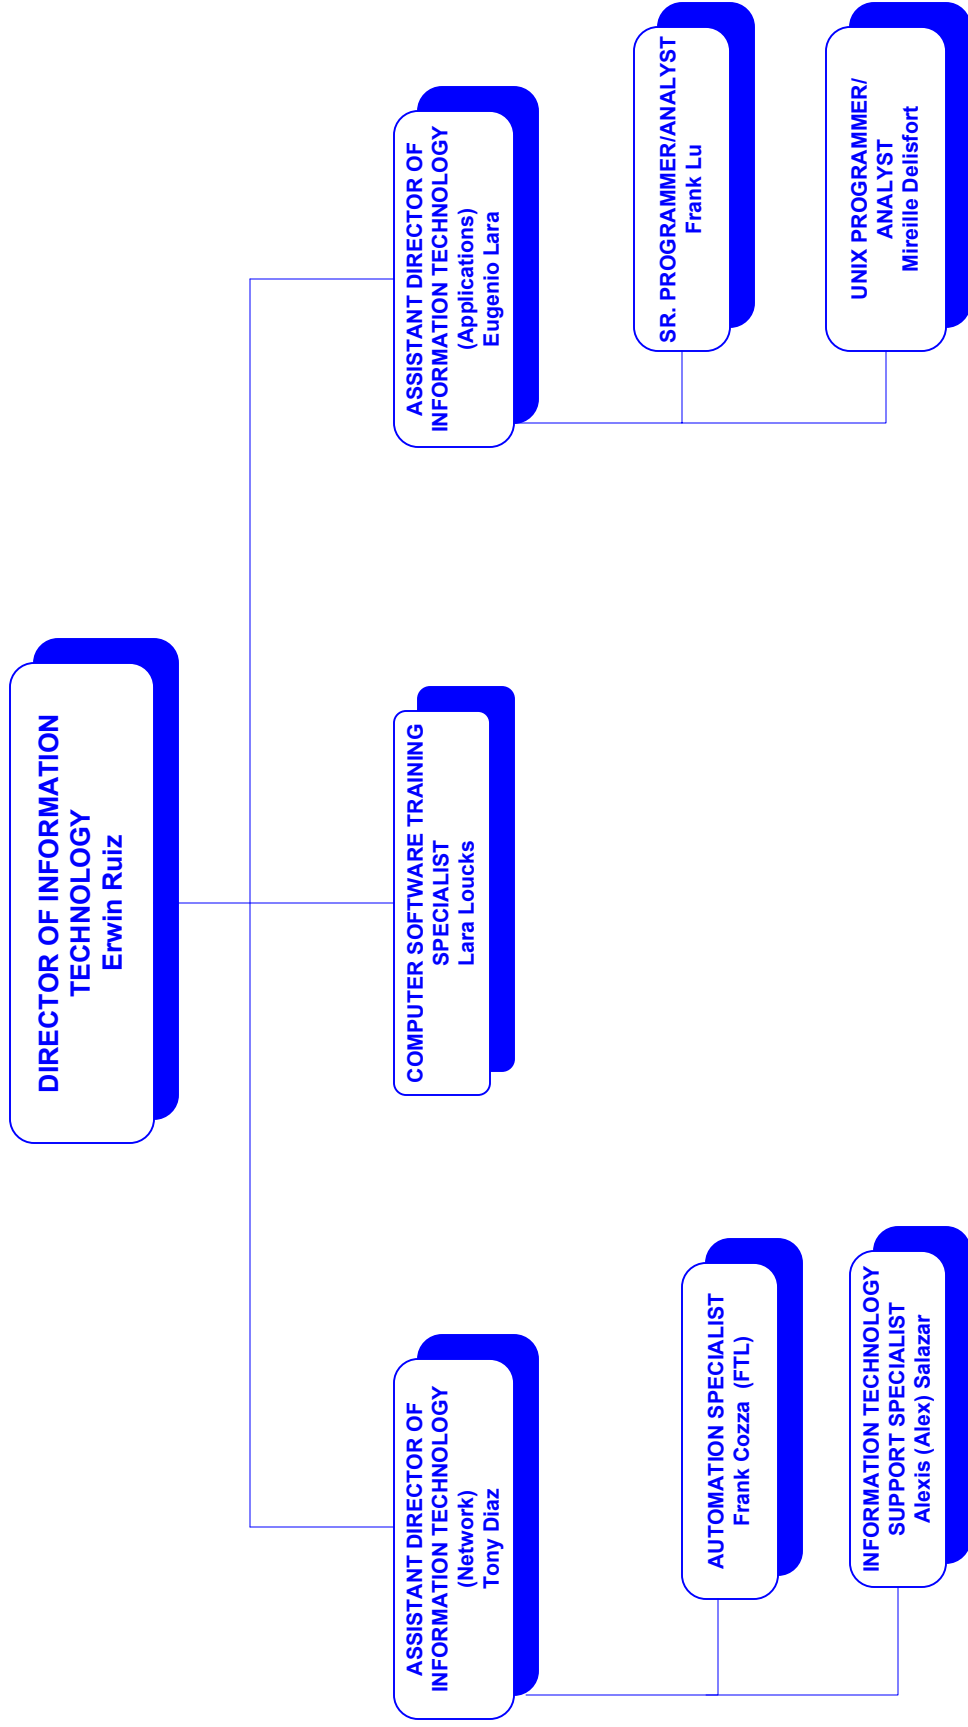 DIRECTOR OF INFORMATION
TECHNOLOGY
Erwin Ruiz
ASSISTANT DIRECTOR OF
INFORMATION TECHNOLOGY
(Network)
Tony Diaz
COMPUTER SOFTWARE TRAINING
SPECIALIST
Lara Loucks
ASSISTANT DIRECTOR OF
INFORMATION TECHNOLOGY
(Applications)
Eugenio Lara
AUTOMATION SPECIALIST
Frank Cozza (FTL)
INFORMATION TECHNOLOGY
SUPPORT SPECIALIST
Alexis (Alex) Salazar
SR. PROGRAMMER/ANALYST
Frank Lu
UNIX PROGRAMMER/
ANALYST
Mireille Delisfort